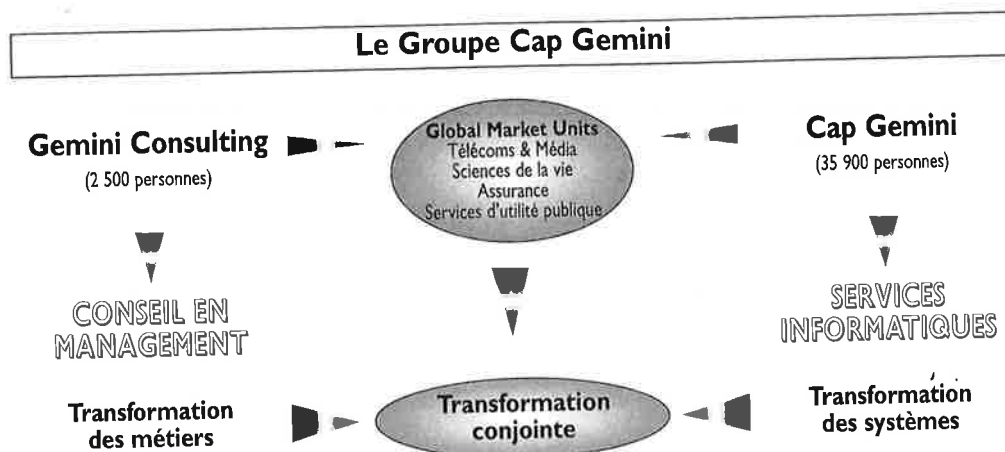 Le Groupe Cap Gemini
Gemini Consulting
(2 500 personnes)
Global Market Units
Télécoms & Média
Sciences de la vie
Assurance
Services d'utilité publique
Cap Gemini
(35 900 personnes)
CONSEIL EN
MANAGEMENT
SERVICES
INFORMATIQUES
Transformation
des métiers
Transformation
conjointe
Transformation
des systèmes